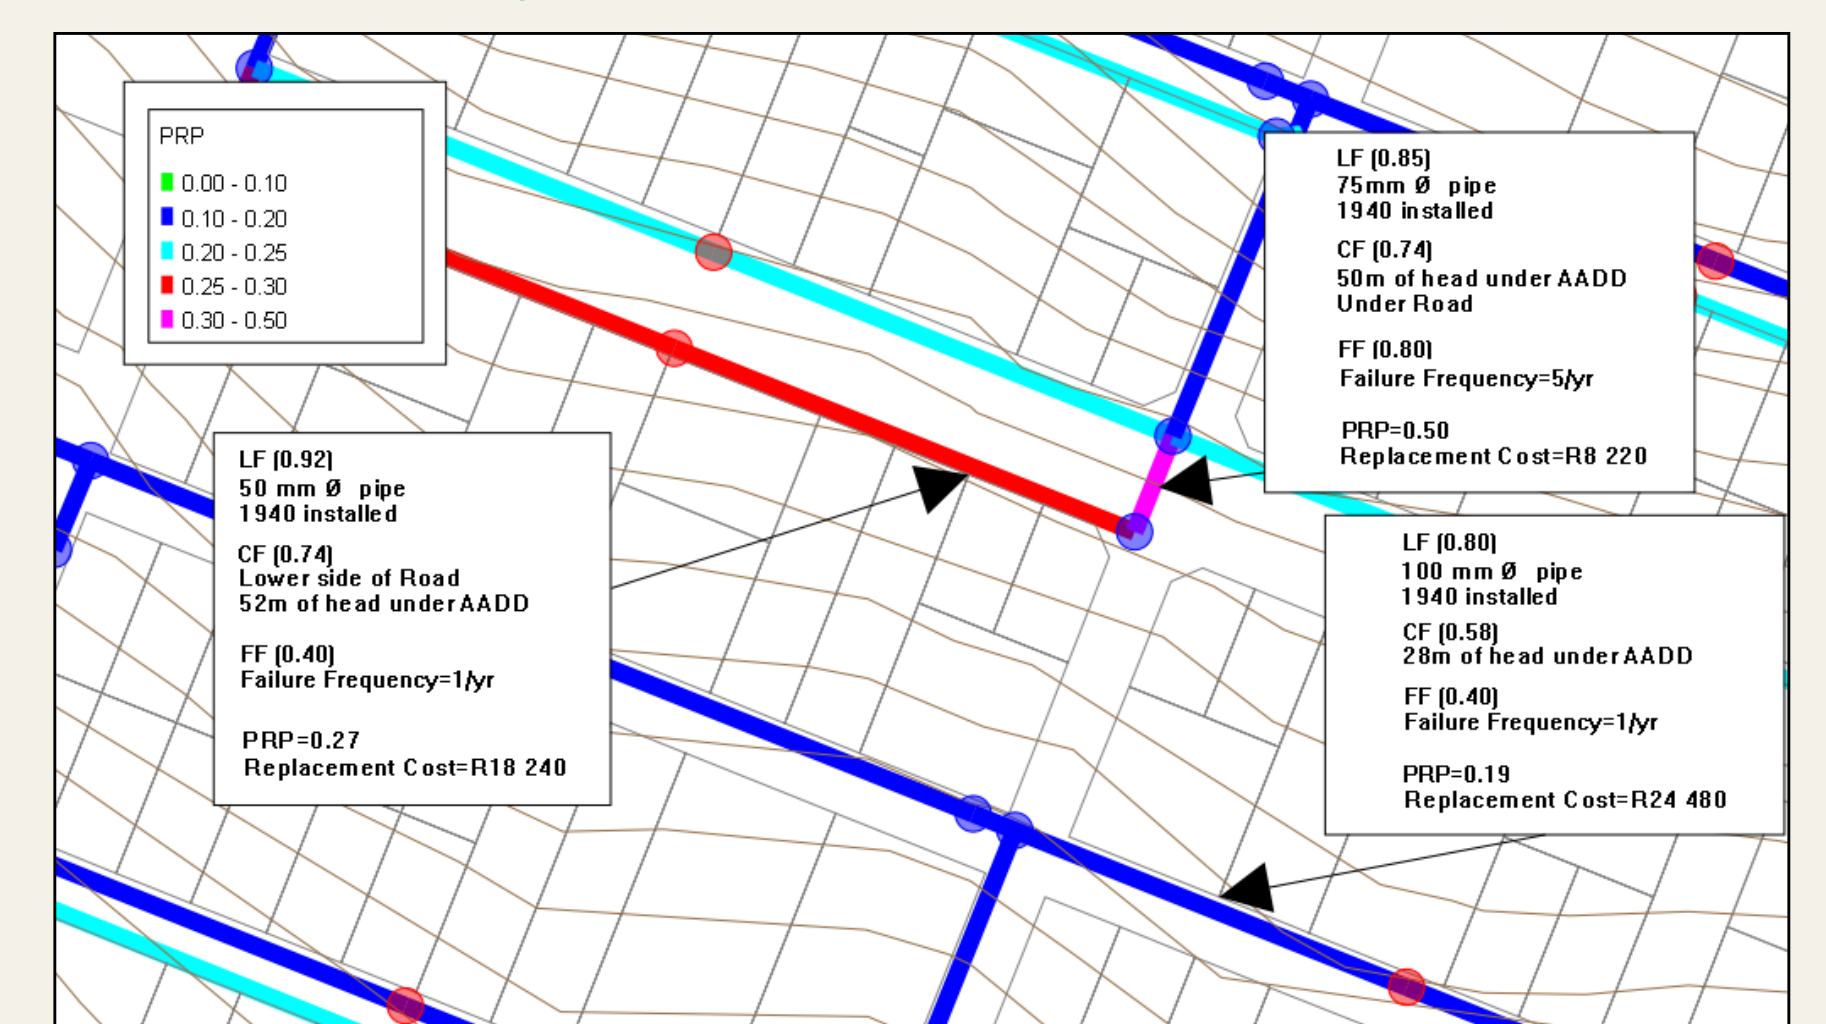 PRP
0.00 - 0.10
0.10 - 0.20
0.20 - 0.25
0.25 - 0.30
0.30 - 0.50
LF (0.85)
75mm Ø pipe
1940 installed
CF (0.74)
50m of head under AADD
Under Road
FF (0.80)
Failure Frequency=5/yr
PRP=0.50
Replacement Cost=R8 220
LF (0.92)
50 mm Ø pipe
1940 installed
CF (0.74)
Lower side of Road
52m of head under AADD
FF (0.40)
Failure Frequency=1/yr
PRP=0.27
Replacement Cost=R18 240
LF (0.80)
100 mm Ø pipe
1940 installed
CF (0.58)
28m of head under AADD
FF (0.40)
Failure Frequency=1/yr
PRP=0.19
Replacement Cost=R24 480